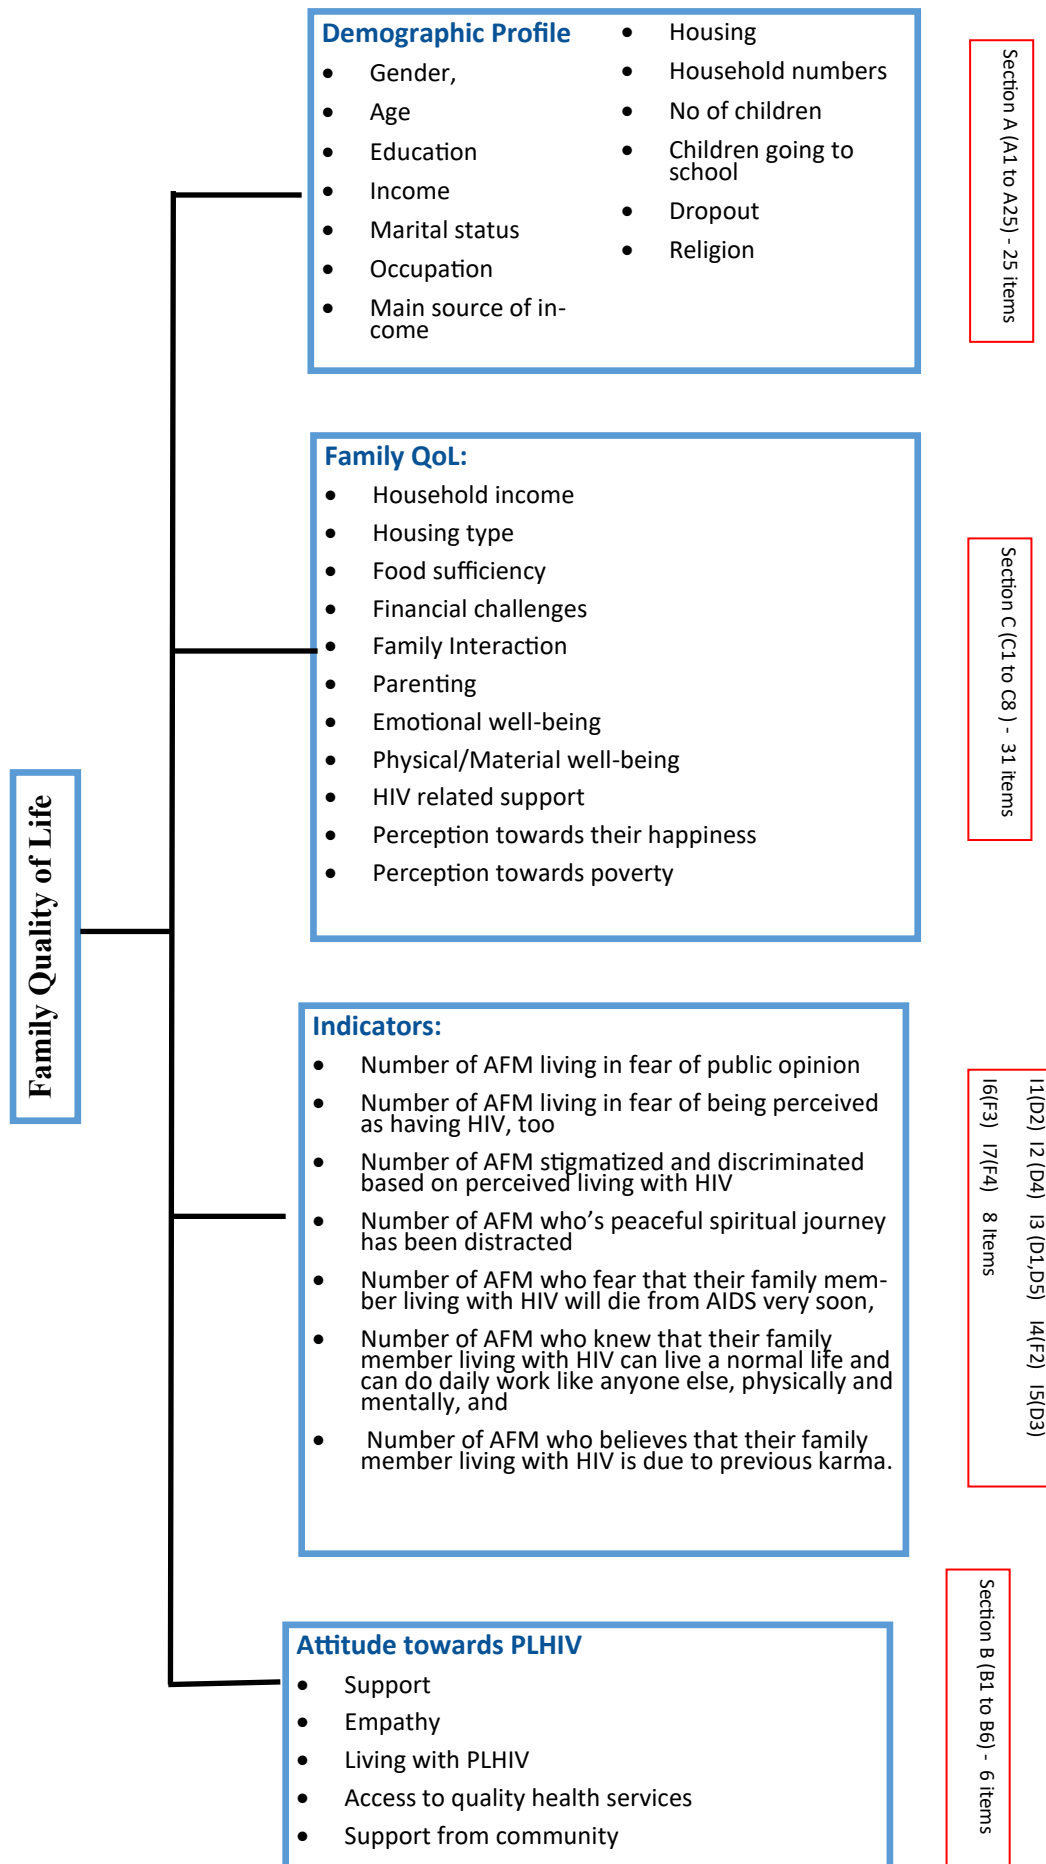 Family Quality of Life
Demographic Profile
• Gender,
• Age
• Education
• Income
• Marital status
• Occupation
• Main source of in-
come
• Housing
• Household numbers
• No of children
• Children going to
school
• Dropout
• Religion
Section A (A1 to A25) - 25 items
Family QoL:
• Household income
• Housing type
• Food sufficiency
• Financial challenges
• Family Interaction
• Parenting
• Emotional well-being
• Physical/Material well-being
• HIV related support
• Perception towards their happiness
• Perception towards poverty
Section C (C1 to C8 ) - 31 items
Indicators:
• Number of AFM living in fear of public opinion
• Number of AFM living in fear of being perceived
as having HIV, too
• Number of AFM stigmatized and discriminated
based on perceived living with HIV
• Number of AFM who's peaceful spiritual journey
has been distracted
• Number of AFM who fear that their family mem-
ber living with HIV will die from AIDS very soon,
• Number of AFM who knew that their family
member living with HIV can live a normal life and
can do daily work like anyone else, physically and
mentally, and
• Number of AFM who believes that their family
member living with HIV is due to previous karma.
I1(D2) I2 (D4) I3 (D1,D5) I4(F2) I5(D3)
I6(F3) I7(F4) 8 Items
Attitude towards PLHIV
• Support
• Empathy
• Living with PLHIV
• Access to quality health services
• Support from community
Section B (B1 to B6) - 6 items